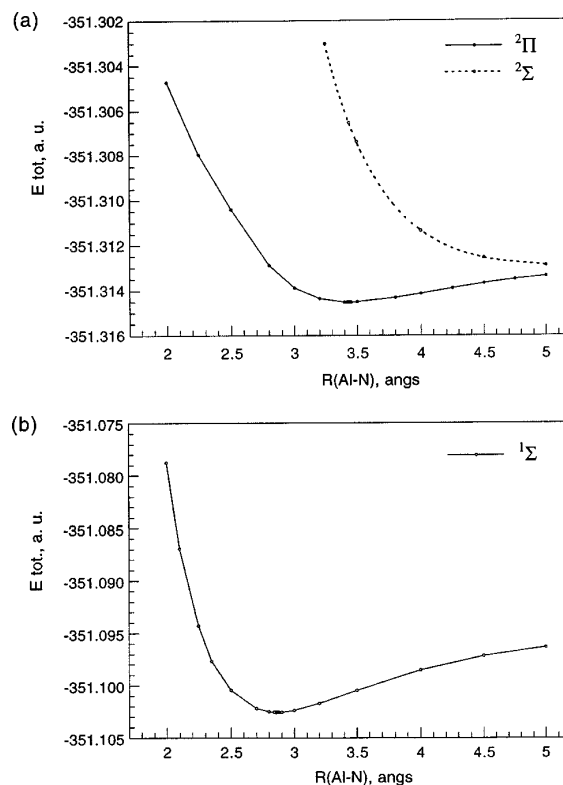 (a)
-351.302
-351.304
-351.306
-351.308
-351.310
-351.312
-351.314
-351.316
E tot, a. u.
²Π
²Σ
2 2.5 3 3.5 4 4.5 5
R(Al-N), angs
(b)
-351.075
-351.080
-351.085
-351.090
-351.095
-351.100
-351.105
E tot., a. u.
¹Σ
2 2.5 3 3.5 4 4.5 5
R(Al-N), angs